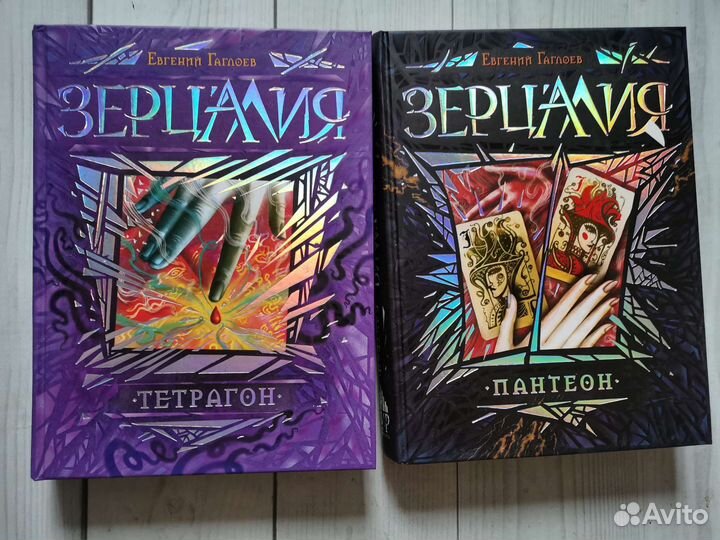 Евгений Гаглоев
ЗЕРЦАЛИЯ
ТЕТРАГОН
Евгений Гаглоев
ЗЕРЦАЛИЯ
J
ПАНТЕОН
Avito